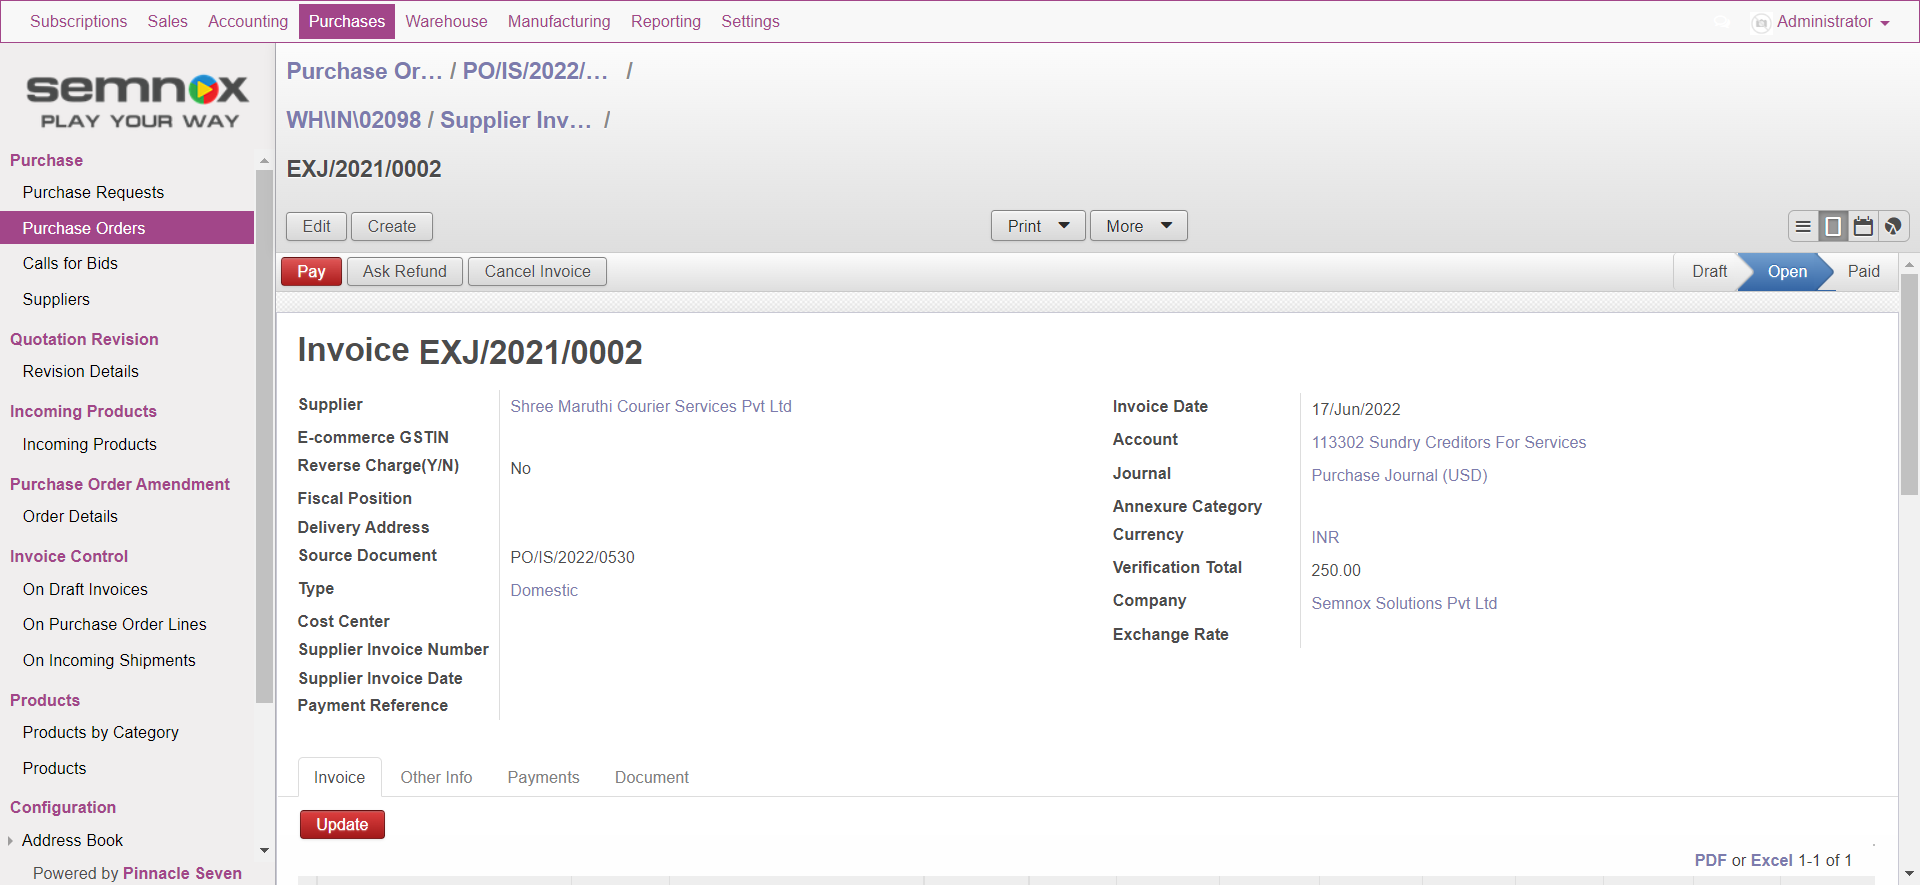 Subscriptions Sales Accounting Purchases Warehouse Manufacturing Reporting Settings Administrator
semnox
PLAY YOUR WAY
Purchase
Purchase Requests
Purchase Orders
Calls for Bids
Suppliers
Quotation Revision
Revision Details
Incoming Products
Incoming Products
Purchase Order Amendment
Order Details
Invoice Control
On Draft Invoices
On Purchase Order Lines
On Incoming Shipments
Products
Products by Category
Products
Configuration
Address Book
Powered by Pinnacle Seven
Purchase Or... / PO/IS/2022/... /
WH\IN\02098 / Supplier Inv... /
EXJ/2021/0002
Edit Create Print More
Pay Ask Refund Cancel Invoice Draft Open Paid
Invoice EXJ/2021/0002
Supplier Shree Maruthi Courier Services Pvt Ltd
E-commerce GSTIN
Reverse Charge(Y/N) No
Fiscal Position
Delivery Address
Source Document PO/IS/2022/0530
Type Domestic
Cost Center
Supplier Invoice Number
Supplier Invoice Date
Payment Reference
Invoice Date 17/Jun/2022
Account 113302 Sundry Creditors For Services
Journal Purchase Journal (USD)
Annexure Category
Currency INR
Verification Total 250.00
Company Semnox Solutions Pvt Ltd
Exchange Rate
Invoice Other Info Payments Document
Update
PDF or Excel 1-1 of 1